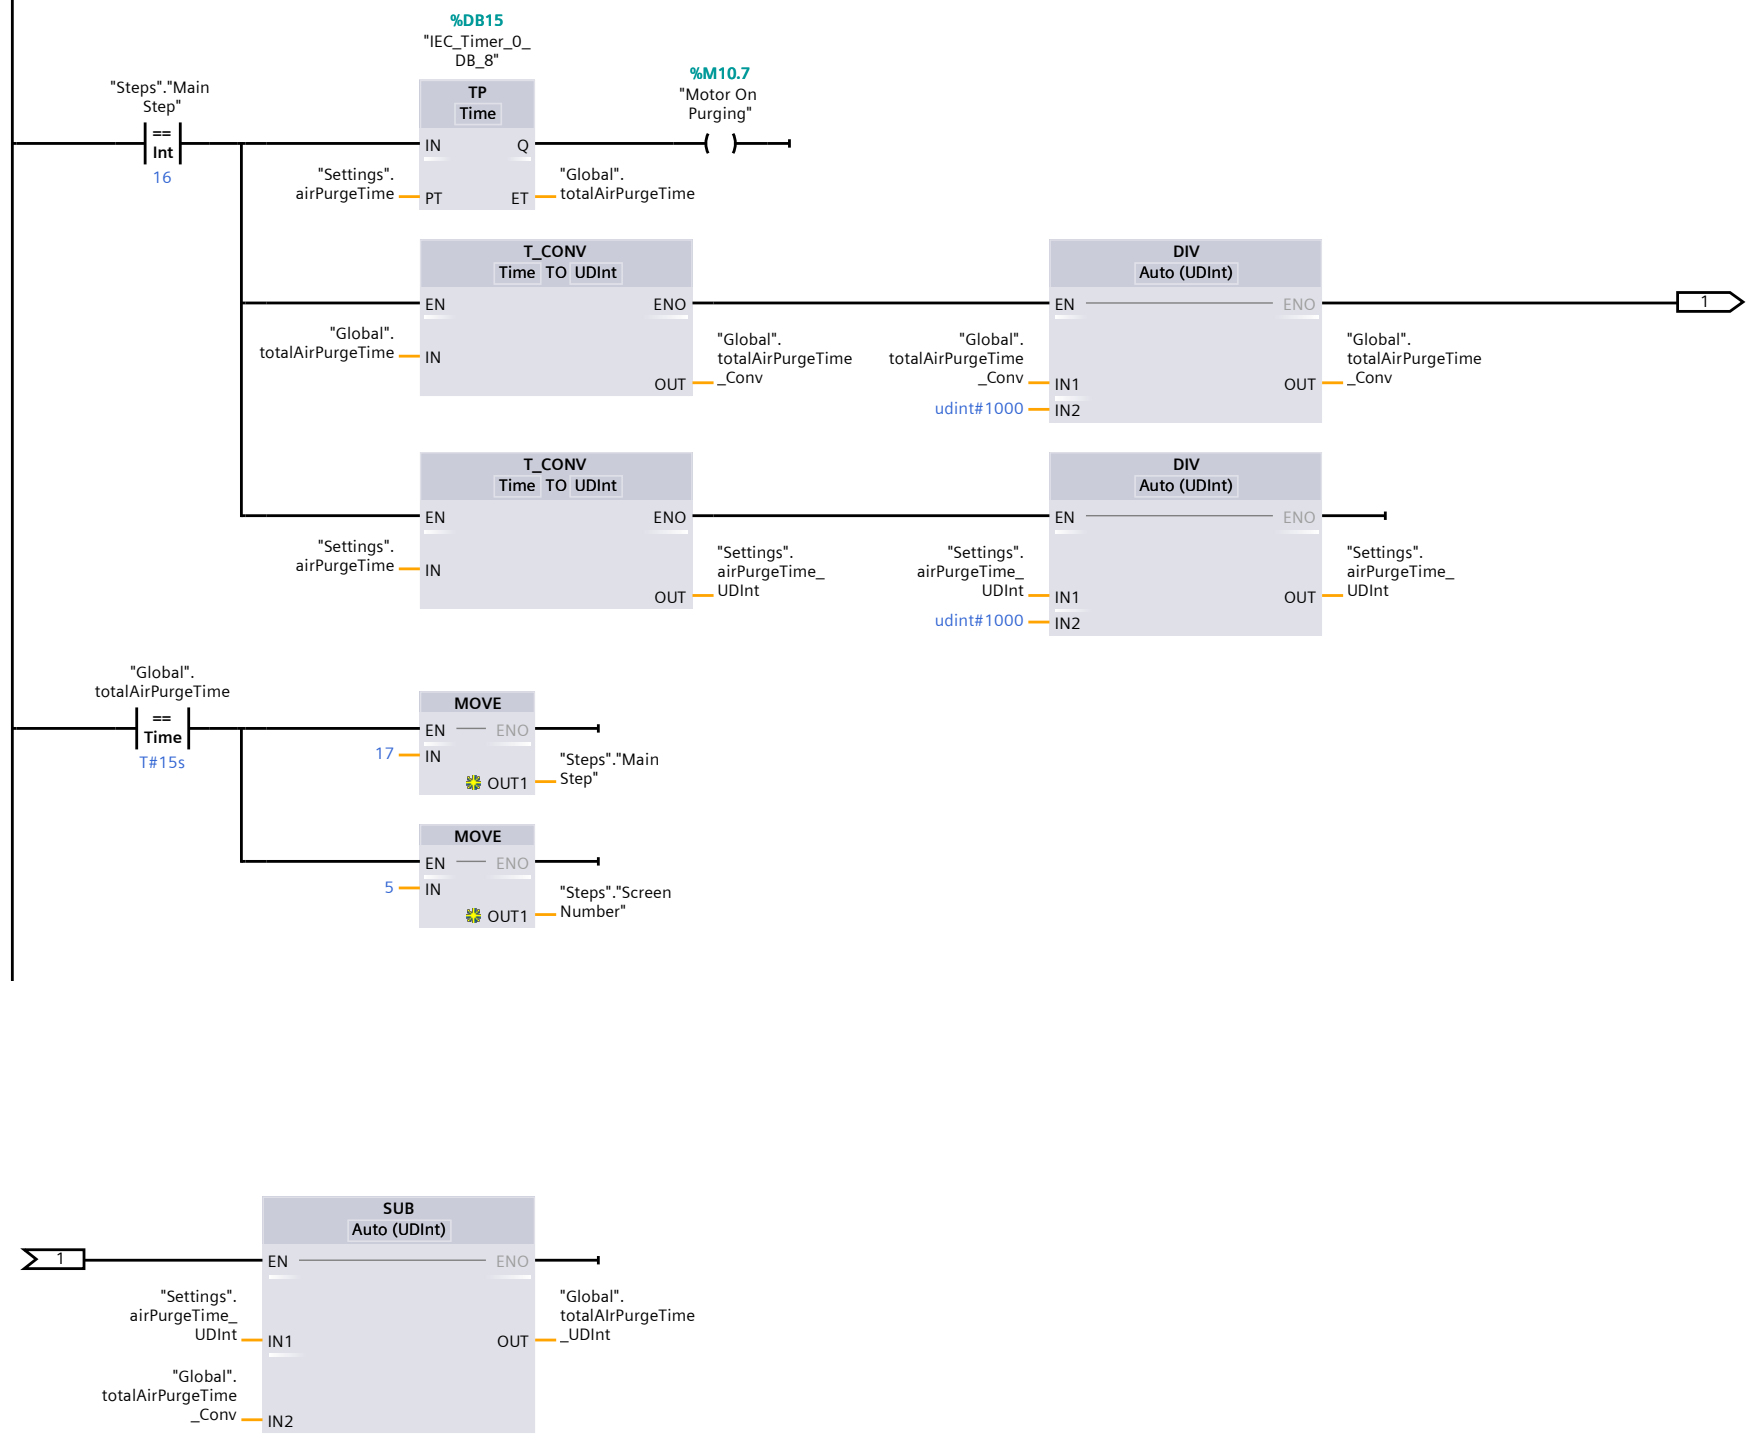 %DB15
"IEC_Timer_0_
DB_8"
"Steps"."Main
Step"
==
Int
16
TP
Time
IN
Q
"Settings".
airPurgeTime
PT
ET
"Global".
totalAirPurgeTime
%M10.7
"Motor On
Purging"
T_CONV
Time TO UDInt
EN
ENO
"Global".
totalAirPurgeTime
IN
OUT
"Global".
totalAirPurgeTime
_Conv
DIV
Auto (UDInt)
EN
ENO
"Global".
totalAirPurgeTime
_Conv
IN1
udint#1000
IN2
OUT
"Global".
totalAirPurgeTime
_Conv
1
T_CONV
Time TO UDInt
EN
ENO
"Settings".
airPurgeTime
IN
OUT
"Settings".
airPurgeTime_
UDInt
DIV
Auto (UDInt)
EN
ENO
"Settings".
airPurgeTime_
UDInt
IN1
udint#1000
IN2
OUT
"Settings".
airPurgeTime_
UDInt
"Global".
totalAirPurgeTime
==
Time
T#15s
MOVE
EN
ENO
17
IN
OUT1
"Steps"."Main
Step"
MOVE
EN
ENO
5
IN
OUT1
"Steps"."Screen
Number"
1
SUB
Auto (UDInt)
EN
ENO
"Settings".
airPurgeTime_
UDInt
IN1
OUT
"Global".
totalAIrPurgeTime
_UDInt
"Global".
totalAirPurgeTime
_Conv
IN2